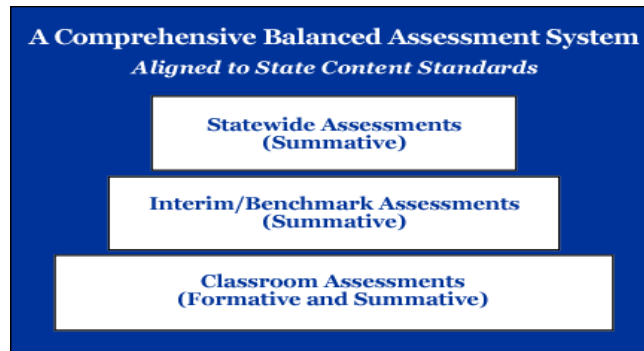 A Comprehensive Balanced Assessment System
Aligned to State Content Standards
Statewide Assessments
(Summative)
Interim/Benchmark Assessments
(Summative)
Classroom Assessments
(Formative and Summative)